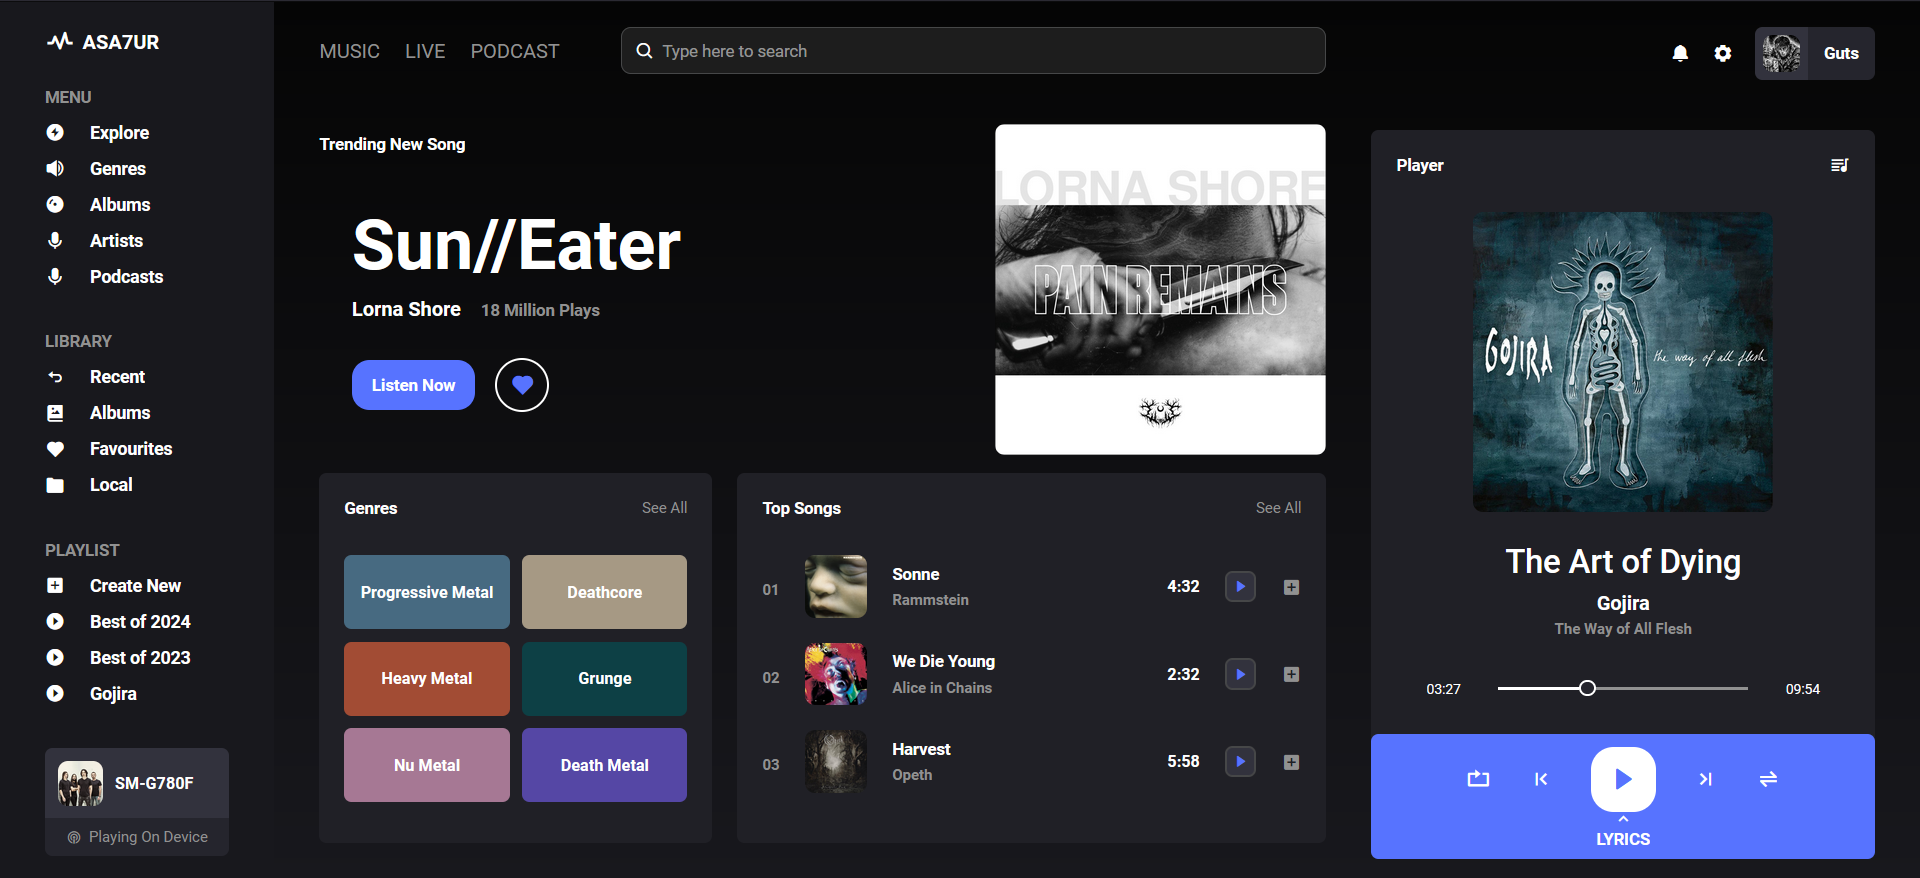 ASA7UR
MENU
Explore
Genres
Albums
Artists
Podcasts
LIBRARY
Recent
Albums
Favourites
Local
PLAYLIST
Create New
Best of 2024
Best of 2023
Gojira
SM-G780F
Playing On Device
MUSIC LIVE PODCAST
Type here to search
Guts
Trending New Song
Sun//Eater
Lorna Shore 18 Million Plays
Listen Now
LORNA SHORE
PAIN REMAINS
Genres See All
Progressive Metal Deathcore
Heavy Metal Grunge
Nu Metal Death Metal
Top Songs See All
01 Sonne 4:32
Rammstein
02 We Die Young 2:32
Alice in Chains
03 Harvest 5:58
Opeth
Player
GOJIRA the way of all flesh
The Art of Dying
Gojira
The Way of All Flesh
03:27 09:54
LYRICS